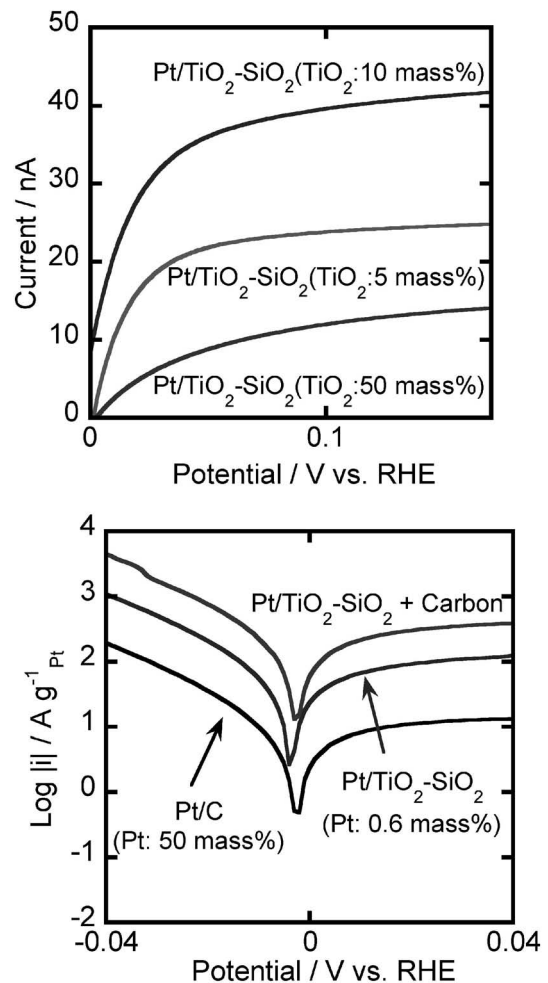 50
Pt/TiO₂-SiO₂(TiO₂:10 mass%)
40
30
20
Pt/TiO₂-SiO₂(TiO₂:5 mass%)
10
Pt/TiO₂-SiO₂(TiO₂:50 mass%)
0
0
0.1
Current / nA
Potential / V vs. RHE
4
3
Pt/TiO₂-SiO₂ + Carbon
2
1
0
Pt/C
(Pt: 50 mass%)
Pt/TiO₂-SiO₂
(Pt: 0.6 mass%)
-1
-2
-0.04
0
0.04
Log |i| / A g⁻¹Pt
Potential / V vs. RHE